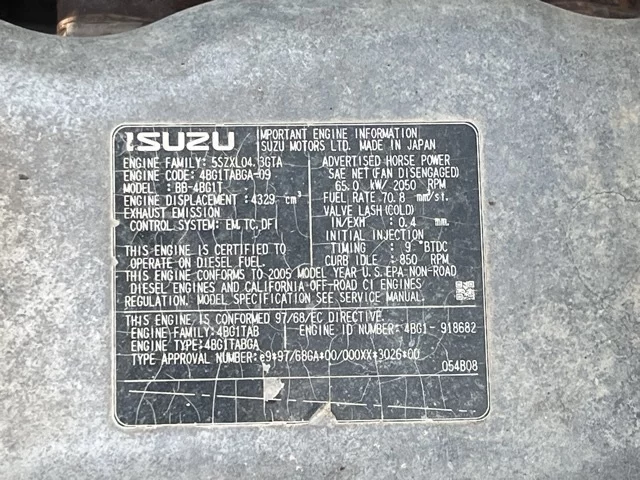 ISUZU
IMPORTANT ENGINE INFORMATION
ISUZU MOTORS LTD. MADE IN JAPAN
ENGINE FAMILY: 5SZXL04.3GTA
ENGINE CODE: 4BG1TABGA-09
MODEL: BB-4BG1T
ENGINE DISPLACEMENT: 4329 cm³
EXHAUST EMISSION
CONTROL SYSTEM: EM,TC,DFI
THIS ENGINE IS CERTIFIED TO
OPERATE ON DIESEL FUEL.
ADVERTISED HORSE POWER
SAE NET(FAN DISENGAGED)
65.0 kW/2050 RPM
FUEL RATE 70.8 mm³/st.
VALVE LASH(COLD)
IN/EXH : 0.4 mm.
INITIAL INJECTION
TIMING : 9 °BTDC
CURB IDLE : 850 RPM
THIS ENGINE CONFORMS TO 2005 MODEL YEAR U.S.EPA NON-ROAD
DIESEL ENGINES AND CALIFORNIA OFF-ROAD CI ENGINES
REGULATION. MODEL SPECIFICATION SEE SERVICE MANUAL.
THIS ENGINE IS CONFORMED 97/68/EC DIRECTIVE.
ENGINE FAMILY:4BG1TAB
ENGINE ID NUMBER: 4BG1- 918682
ENGINE TYPE:4BG1TABGA
TYPE APPROVAL NUMBER:e9*97/68GA*00/000XX*3026*00
054B08